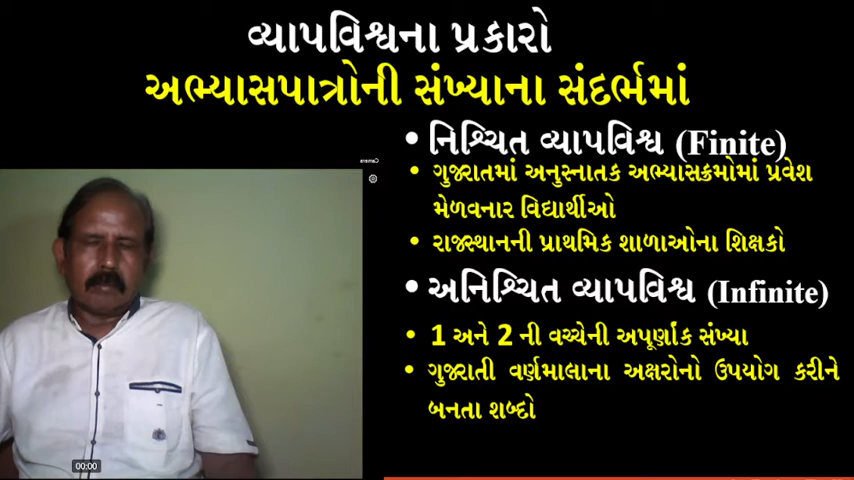 વ્યાપવિશ્વના પ્રકારો
અભ્યાસપાત્રોની સંખ્યાના સંદર્ભમાં
• નિશ્ચિત વ્યાપવિશ્વ (Finite)
• ગુજરાતમાં અનુસ્નાતક અભ્યાસક્રમોમાં પ્રવેશ
મેળવનાર વિદ્યાર્થીઓ
• રાજસ્થાનની પ્રાથમિક શાળાઓના શિક્ષકો
• અનિશ્ચિત વ્યાપવિશ્વ (Infinite)
• 1 અને 2 ની વચ્ચેની અપૂર્ણાંક સંખ્યા
• ગુજરાતી વર્ણમાલાના અક્ષરોનો ઉપયોગ કરીને
બનતા શબ્દો
Camera
00:00